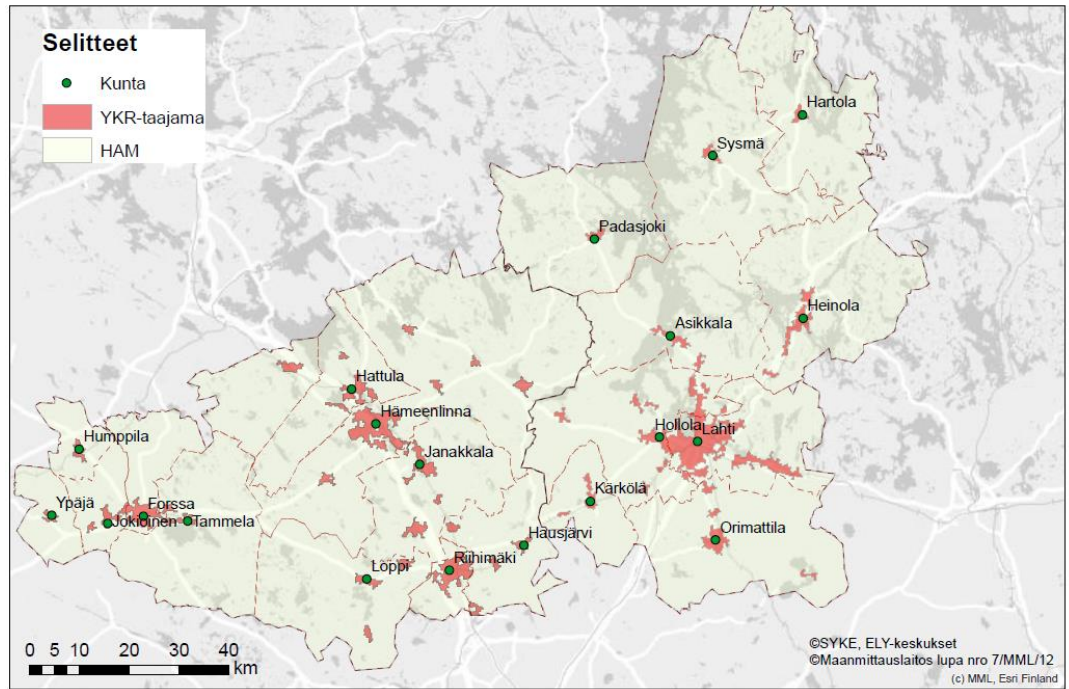 Selitteet
Kunta
YKR-taajama
HAM
Hartola
Sysmä
Padasjoki
Heinola
Asikkala
Hattula
Hämeenlinna
Hollola
Lahti
Humppila
Janakkala
Kärkölä
Ypäjä
Forssa
Jokioinen
Tammela
Hausjärvi
Orimattila
Riihimäki
Loppi
0 5 10 20 30 40
km
©SYKE, ELY-keskukset
©Maanmittauslaitos lupa nro 7/MML/12
(c) MML, Esri Finland